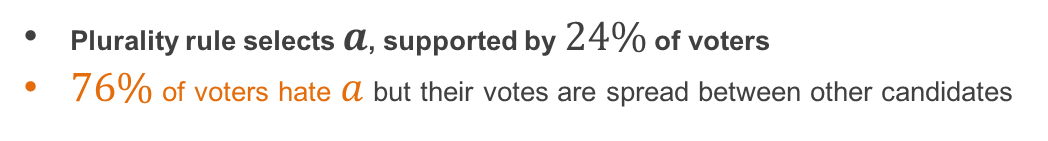 • Plurality rule selects a, supported by 24% of voters
• 76% of voters hate a but their votes are spread between other candidates